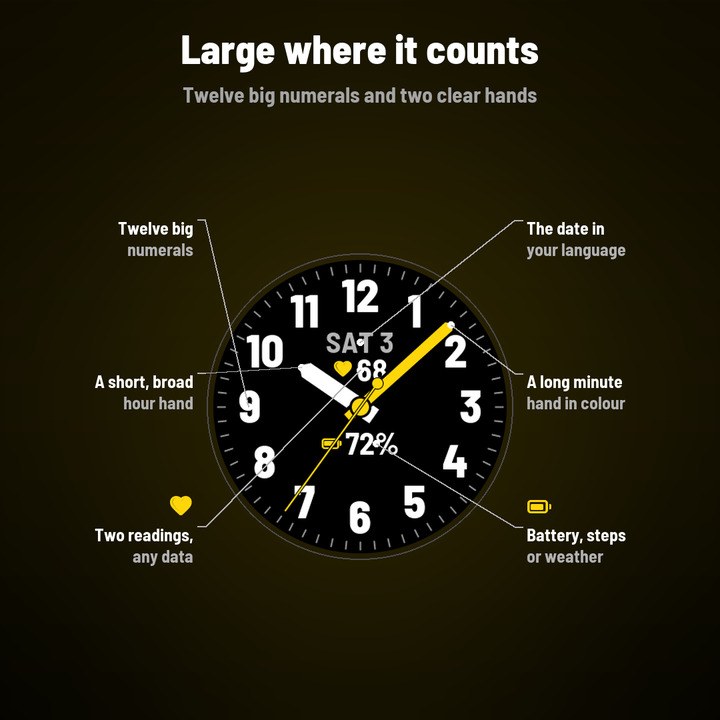 Large where it counts
Twelve big numerals and two clear hands
Twelve big
numerals
The date in
your language
A short, broad
hour hand
A long minute
hand in colour
Two readings,
any data
Battery, steps
or weather
12
1
2
3
4
5
6
7
8
9
10
11
SAT 3
68
72%